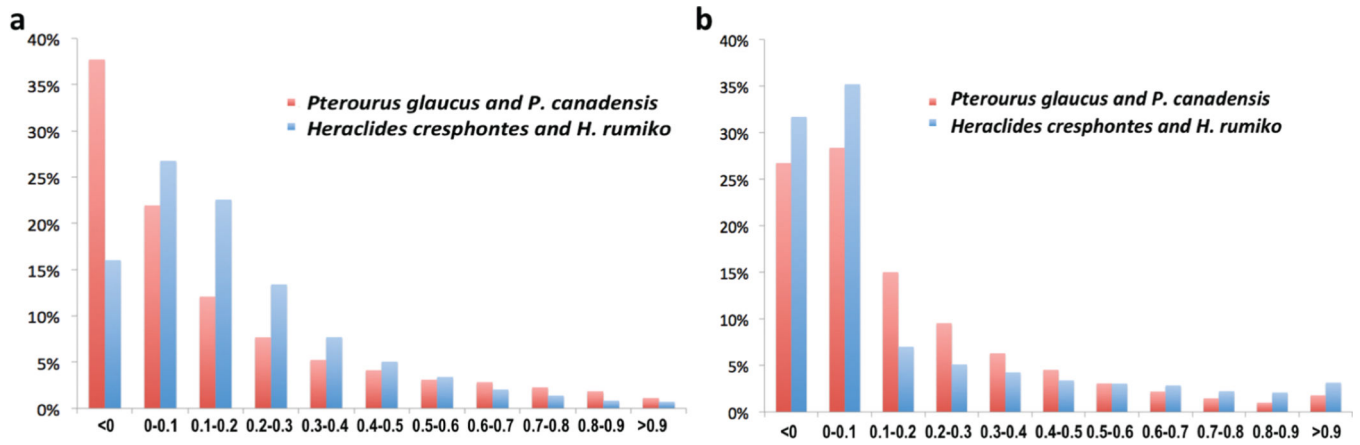 a
40%
35%
30%
25%
20%
15%
10%
5%
0%
Pterourus glaucus and P. canadensis
Heraclides cresphontes and H. rumiko
<0 0-0.1 0.1-0.2 0.2-0.3 0.3-0.4 0.4-0.5 0.5-0.6 0.6-0.7 0.7-0.8 0.8-0.9 >0.9
b
40%
35%
30%
25%
20%
15%
10%
5%
0%
Pterourus glaucus and P. canadensis
Heraclides cresphontes and H. rumiko
<0 0-0.1 0.1-0.2 0.2-0.3 0.3-0.4 0.4-0.5 0.5-0.6 0.6-0.7 0.7-0.8 0.8-0.9 >0.9